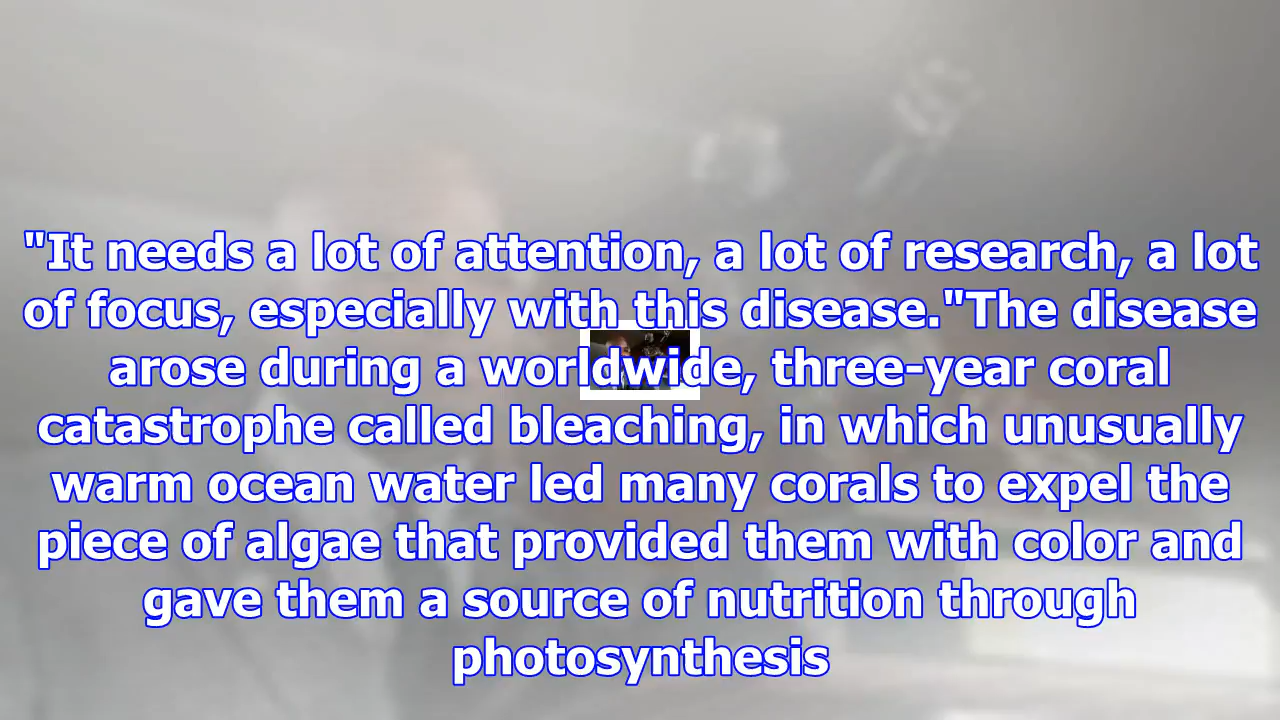 "It needs a lot of attention, a lot of research, a lot
of focus, especially with this disease."The disease
arose during a worldwide, three-year coral
catastrophe called bleaching, in which unusually
warm ocean water led many corals to expel the
piece of algae that provided them with color and
gave them a source of nutrition through
photosynthesis